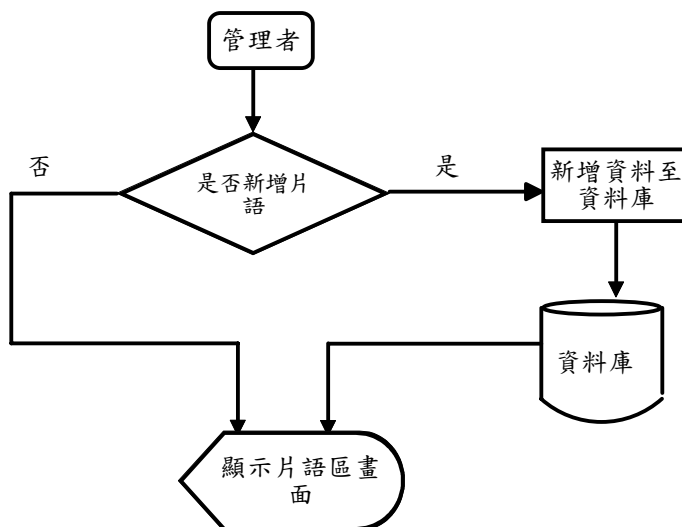 管理者
否
是
是否新增片
語
新增資料至
資料庫
資料庫
顯示片語區畫
面